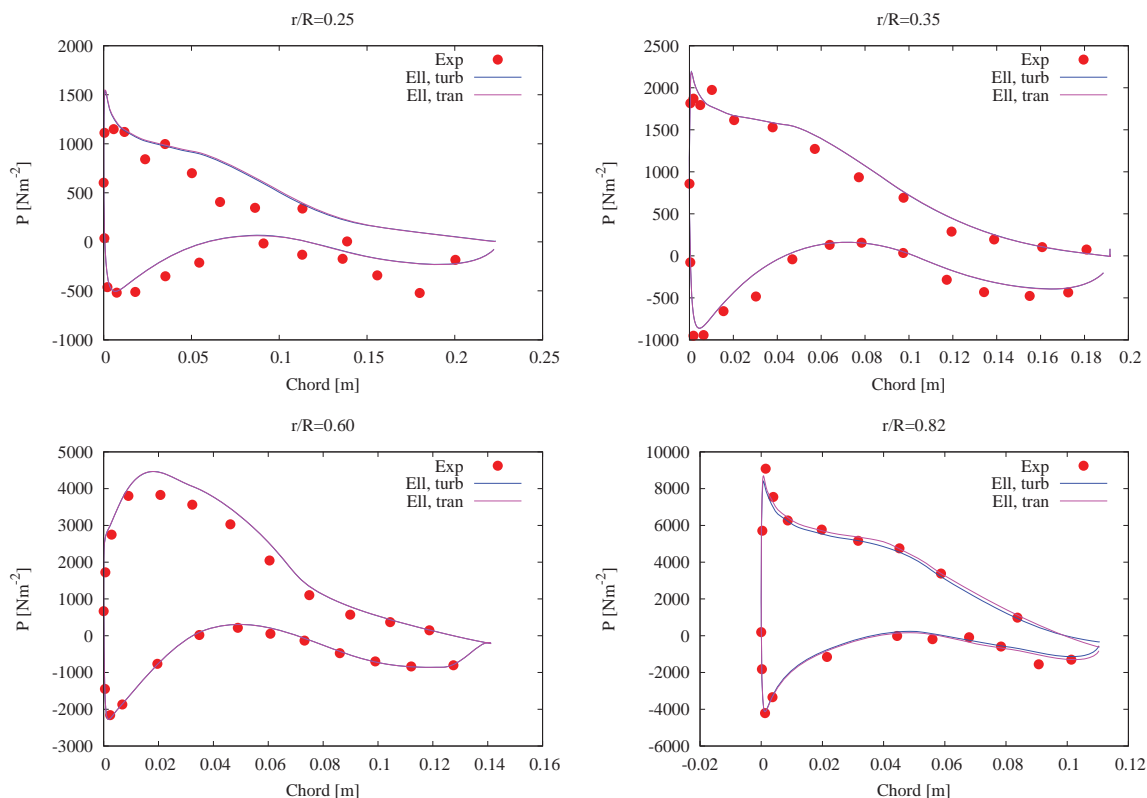 r/R=0.25
2000
1500
1000
500
0
-500
-1000
P [Nm-2]
Exp
Ell, turb
Ell, tran
0
0.05
0.1
0.15
0.2
0.25
Chord [m]
r/R=0.35
2500
2000
1500
1000
500
0
-500
-1000
P [Nm-2]
Exp
Ell, turb
Ell, tran
0
0.02
0.04
0.06
0.08
0.1
0.12
0.14
0.16
0.18
0.2
Chord [m]
r/R=0.60
5000
4000
3000
2000
1000
0
-1000
-2000
-3000
P [Nm-2]
Exp
Ell, turb
Ell, tran
0
0.02
0.04
0.06
0.08
0.1
0.12
0.14
0.16
Chord [m]
r/R=0.82
10000
8000
6000
4000
2000
0
-2000
-4000
-6000
P [Nm-2]
Exp
Ell, turb
Ell, tran
-0.02
0
0.02
0.04
0.06
0.08
0.1
0.12
Chord [m]